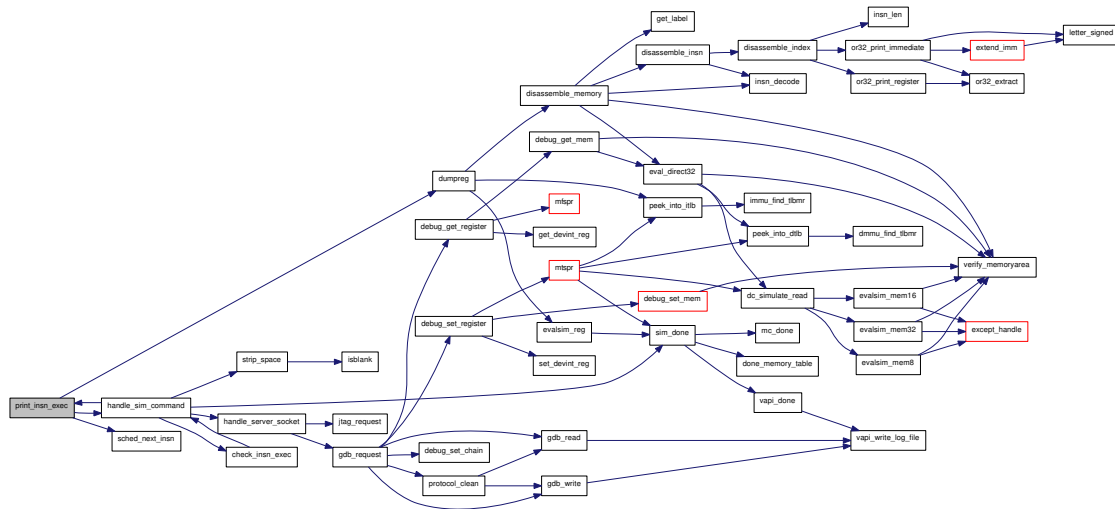 get_label
insn_len
letter_signed
disassemble_insn
disassemble_index
or32_print_immediate
extend_imm
insn_decode
or32_print_register
or32_extract
disassemble_memory
debug_get_mem
eval_direct32
dumpreg
mfspr
peek_into_itlb
immu_find_tlbmr
debug_get_register
get_devint_reg
peek_into_dtlb
dmmu_find_tlbmr
mtspr
verify_memoryarea
debug_set_mem
dc_simulate_read
evalsim_mem16
debug_set_register
evalsim_reg
sim_done
mc_done
evalsim_mem32
except_handle
set_devint_reg
done_memory_table
evalsim_mem8
strip_space
isblank
vapi_done
print_insn_exec
handle_sim_command
handle_server_socket
jtag_request
sched_next_insn
check_insn_exec
gdb_request
debug_set_chain
gdb_read
vapi_write_log_file
protocol_clean
gdb_write